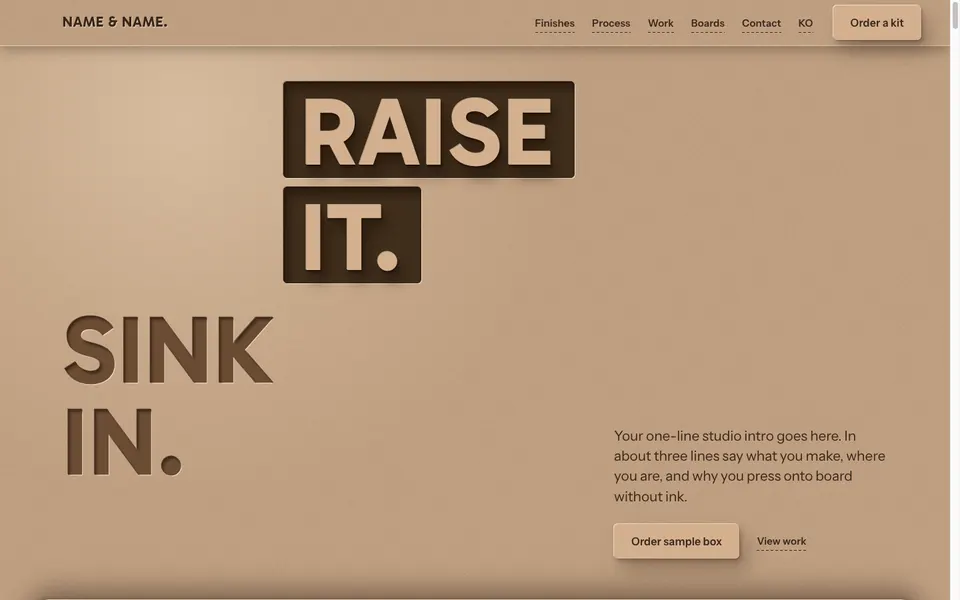 NAME & NAME.
Finishes
Process
Work
Boards
Contact
KO
Order a kit
RAISE
IT.
SINK
IN.
Your one-line studio intro goes here. In
about three lines say what you make, where
you are, and why you press onto board
without ink.
Order sample box
View work